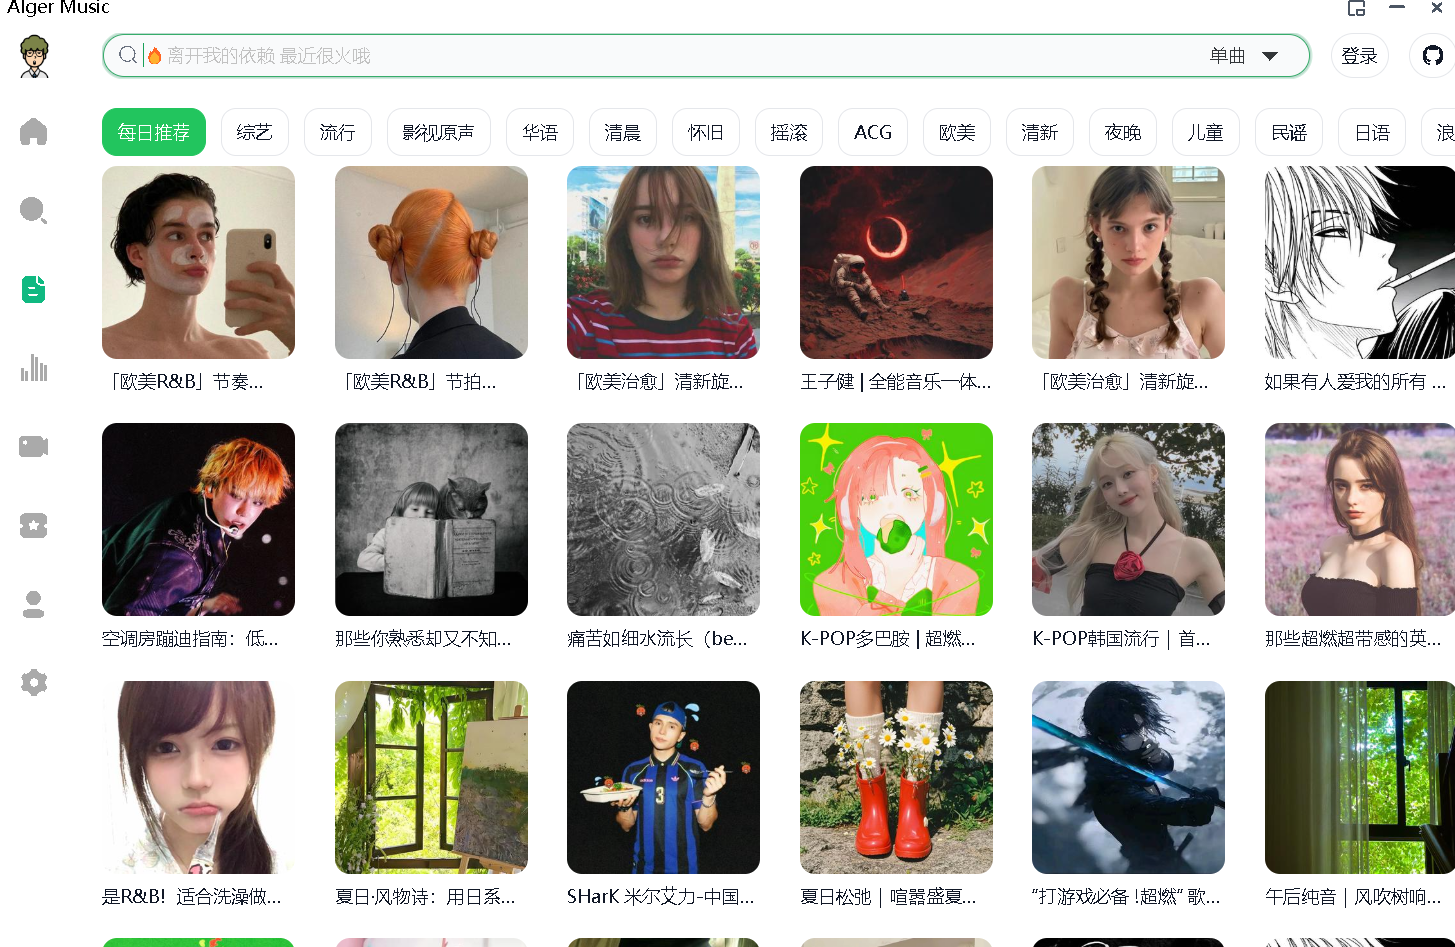 Alger Music
离开我的依赖 最近很火哦
单曲
登录
每日推荐
综艺
流行
影视原声
华语
清晨
怀旧
摇滚
ACG
欧美
清新
夜晚
儿童
民谣
日语
浪
「欧美R&B」节奏...
「欧美R&B」节拍...
「欧美治愈」清新旋...
王子健 | 全能音乐一体...
「欧美治愈」清新旋...
如果有人爱我的所有 ...
空调房蹦迪指南：低...
那些你熟悉却又不知...
痛苦如细水流长（be...
K-POP多巴胺 | 超燃...
K-POP韩国流行｜首...
那些超燃超带感的英...
是R&B！适合洗澡做...
夏日·风物诗：用日系...
SHarK 米尔艾力-中国...
夏日松弛｜喧嚣盛夏...
“打游戏必备 !超燃” 歌...
午后纯音｜风吹树响...